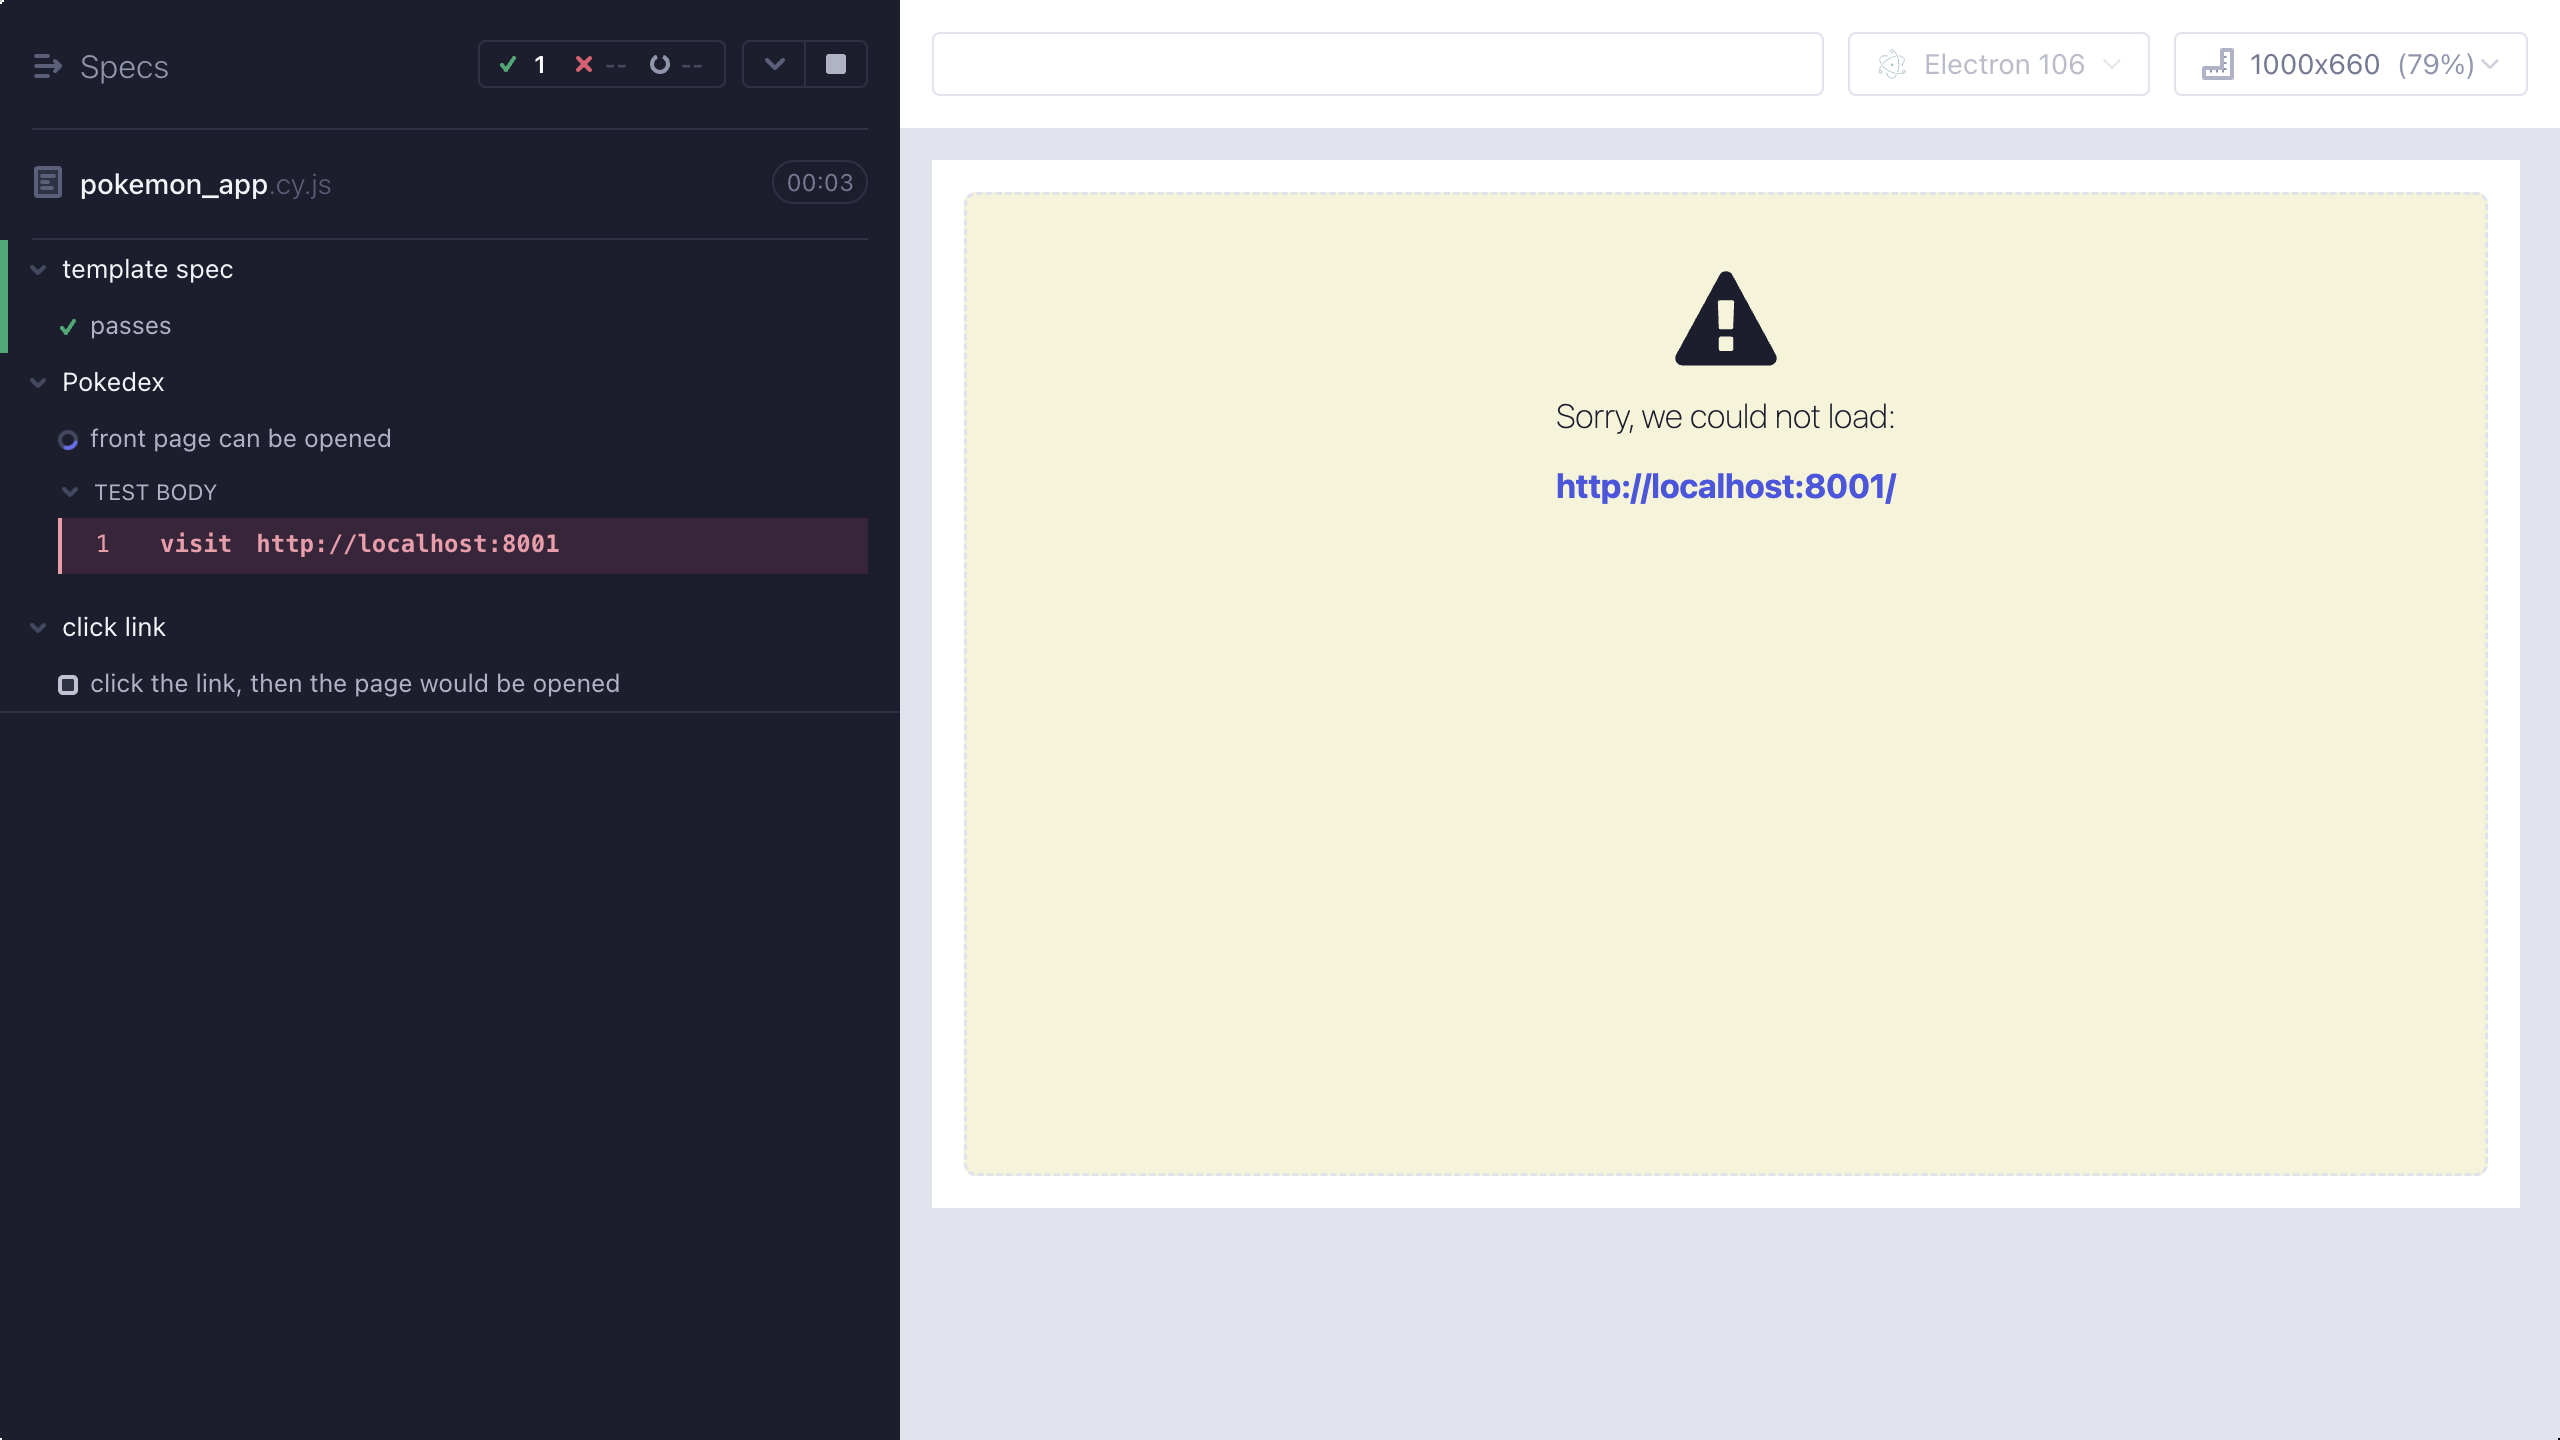 Specs
1 -- --
pokemon_app.cy.js
00:03
template spec
passes
Pokedex
front page can be opened
TEST BODY
1 visit http://localhost:8001
click link
click the link, then the page would be opened
Electron 106
1000x660 (79%)
Sorry, we could not load:
http://localhost:8001/